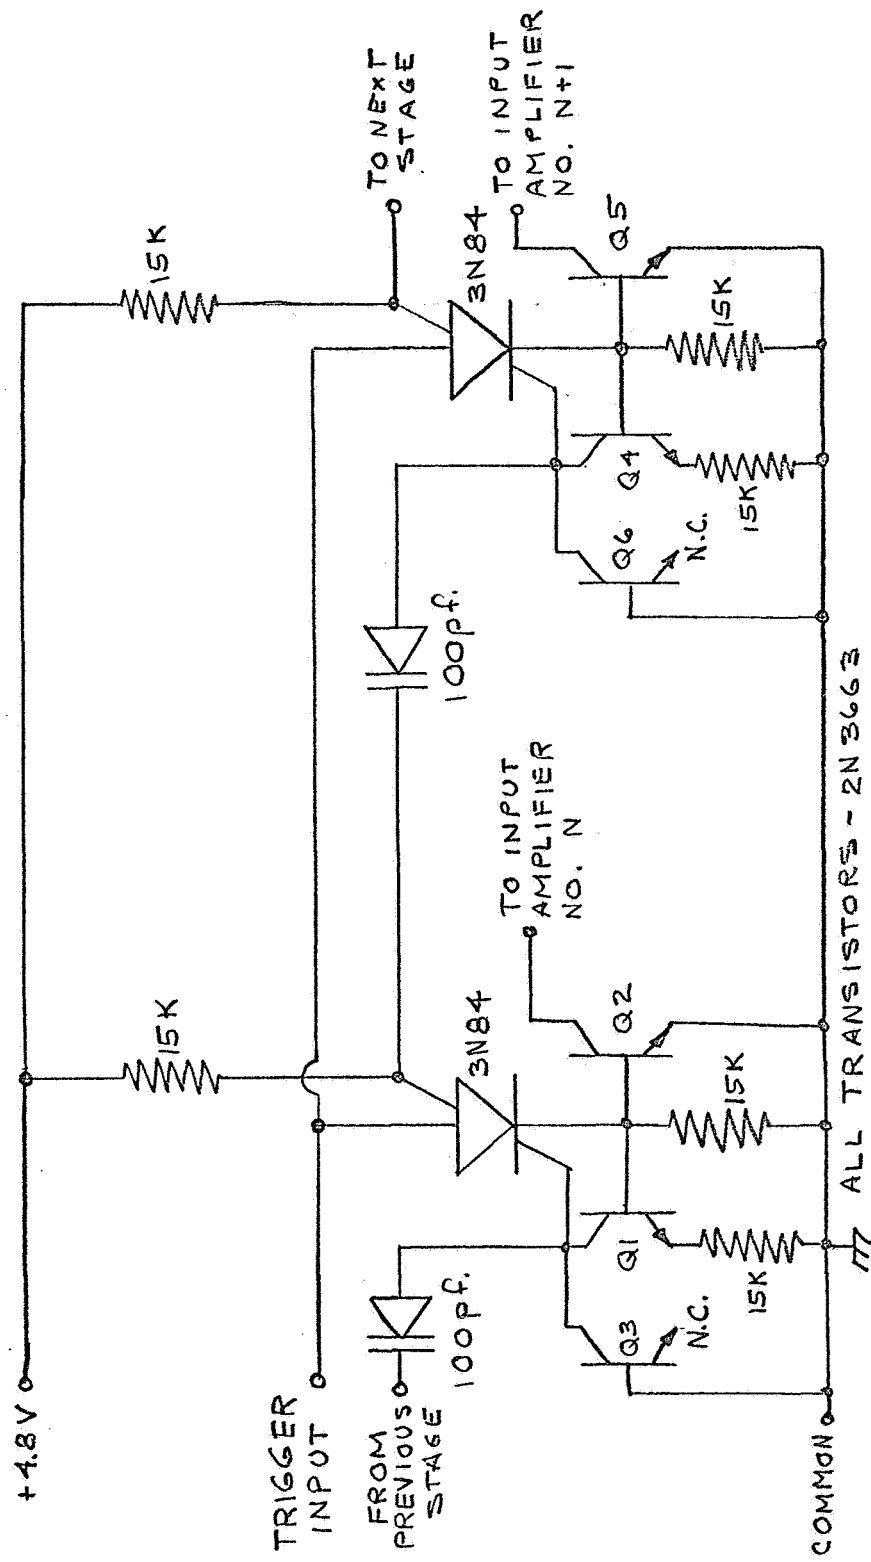 +4.8V
15K
15K
TRIGGER
INPUT
FROM
PREVIOUS
STAGE
100pf.
100pf.
TO NEXT
STAGE
3N84
3N84
TO INPUT
AMPLIFIER
NO. N
TO INPUT
AMPLIFIER
NO. N+1
Q3
N.C.
Q1
15K
Q2
15K
Q6
N.C.
Q4
15K
Q5
15K
COMMON
ALL TRANSISTORS - 2N3663